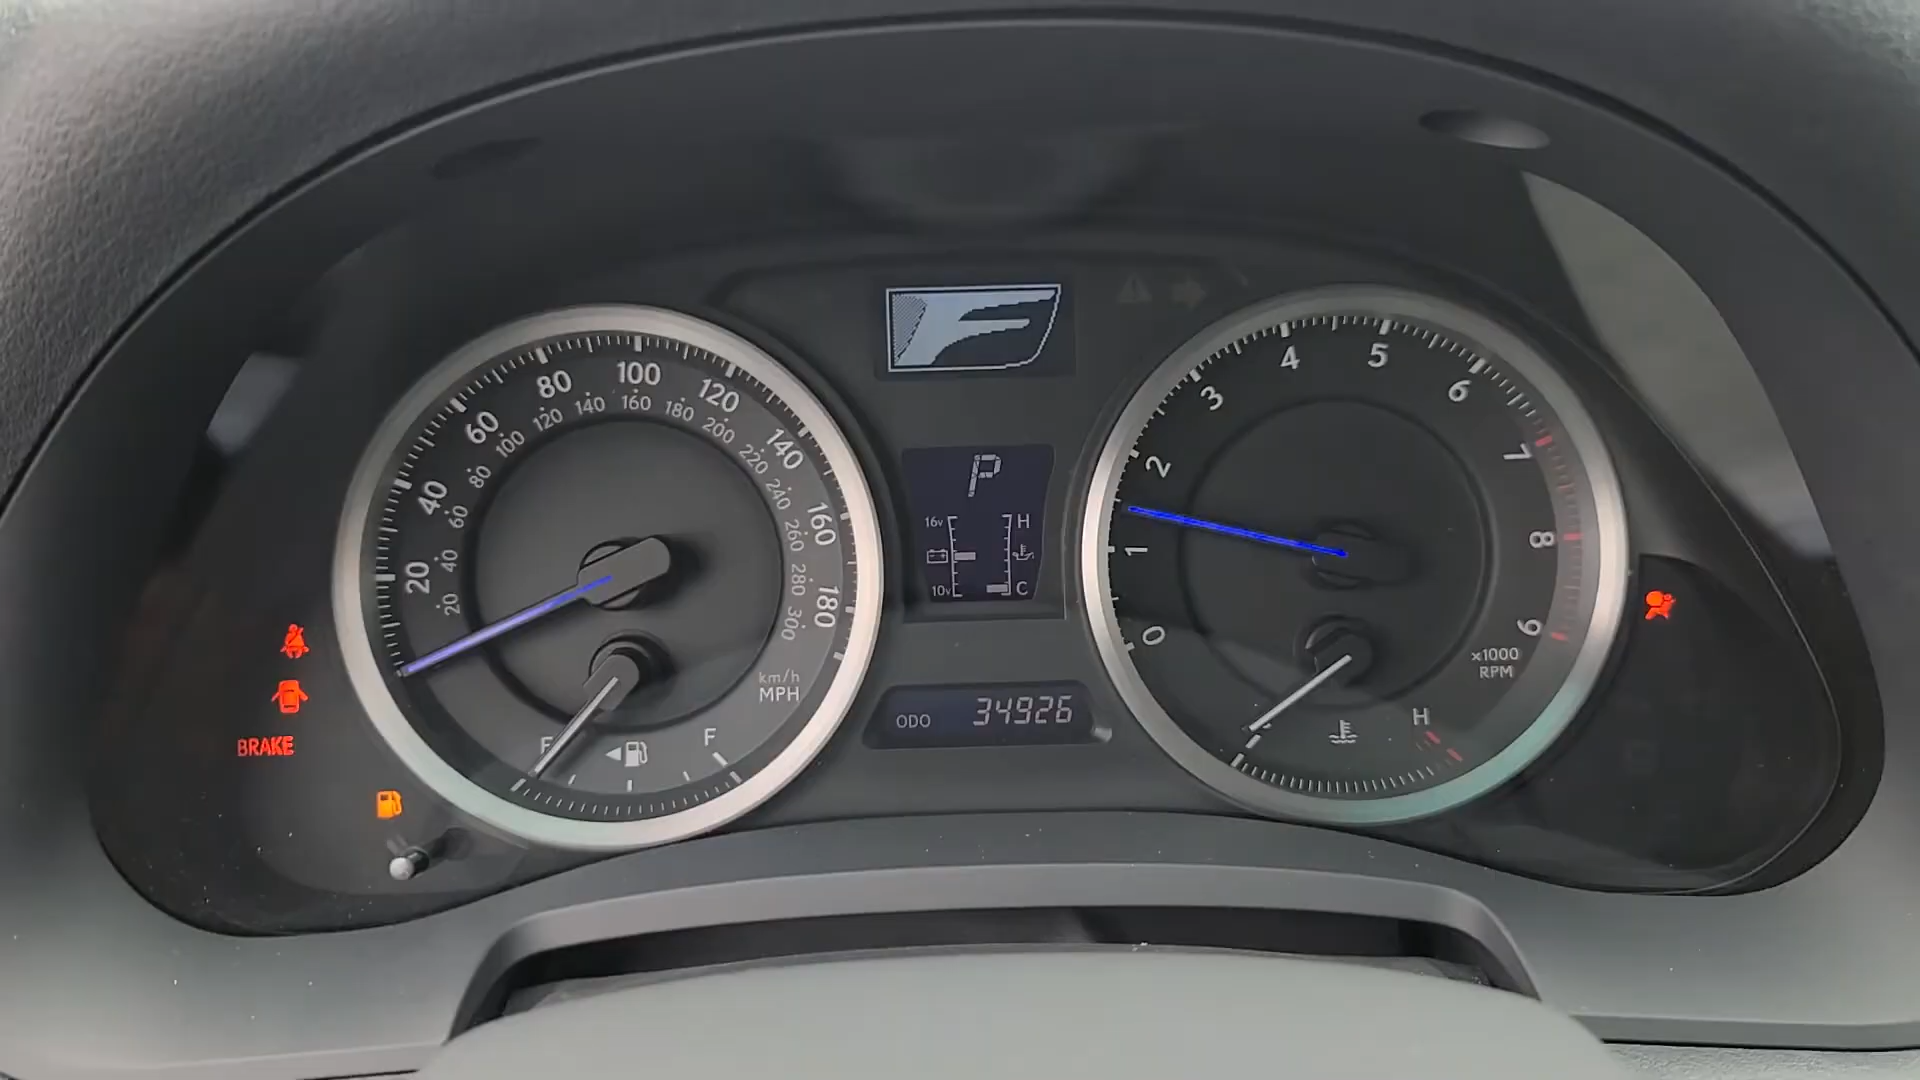 20 40 60 80 100 120 140 160 180
20 40 60 80 100 120 140 160 180 200 220 240 260 280 300
km/h
MPH
F
BRAKE
P
16v H
10v C
ODO 34926
0 1 2 3 4 5 6 7 8 9
x1000
RPM
H